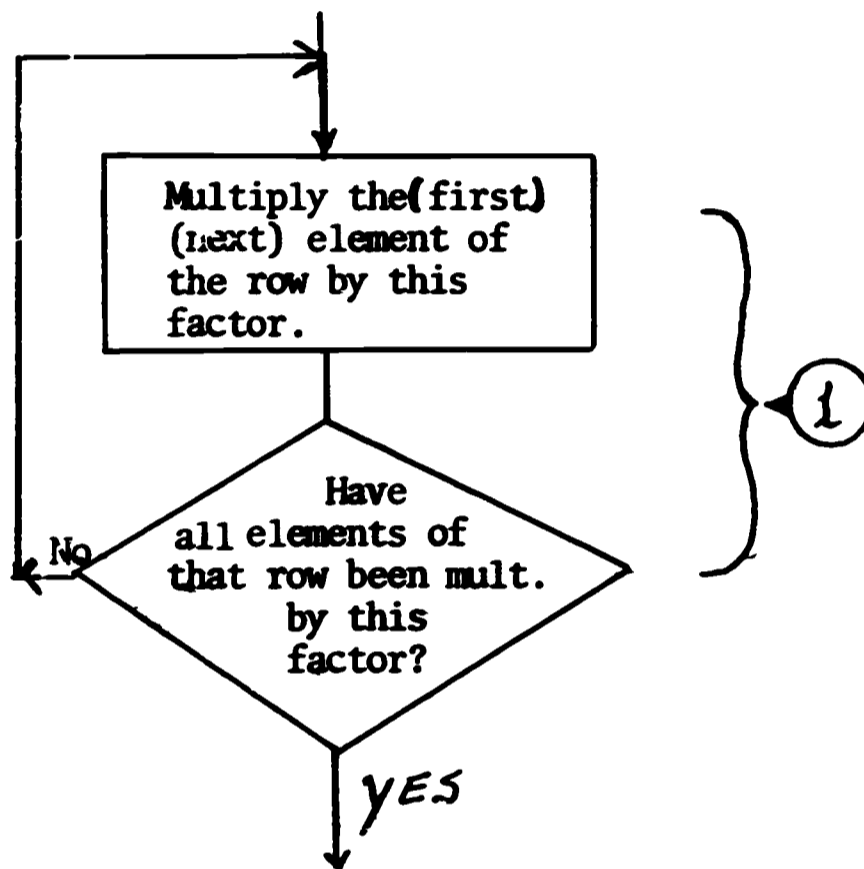 Multiply the(first)
(next) element of
the row by this
factor.
1
Have
all elements of
that row been mult.
by this
factor?
No
YES